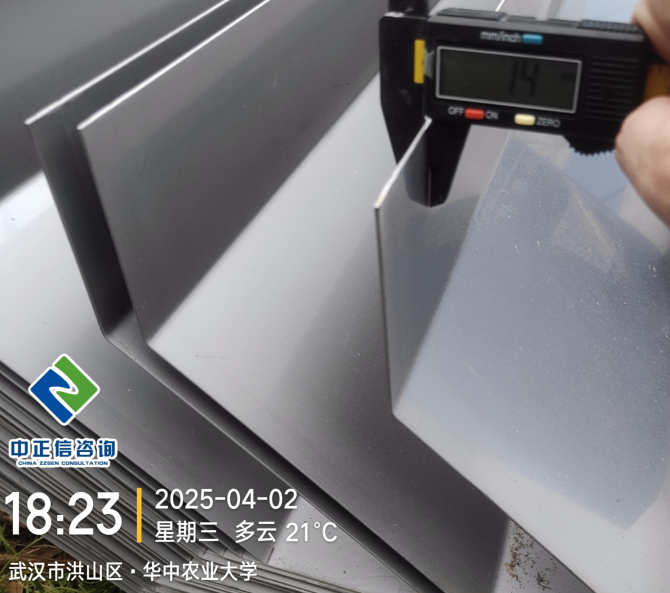 mm/inch
1.4
OFF ON ZERO
中正信咨询
CHINA ZZSEN CONSULTATION
18:23
2025-04-02
星期三 多云 21°C
武汉市洪山区·华中农业大学